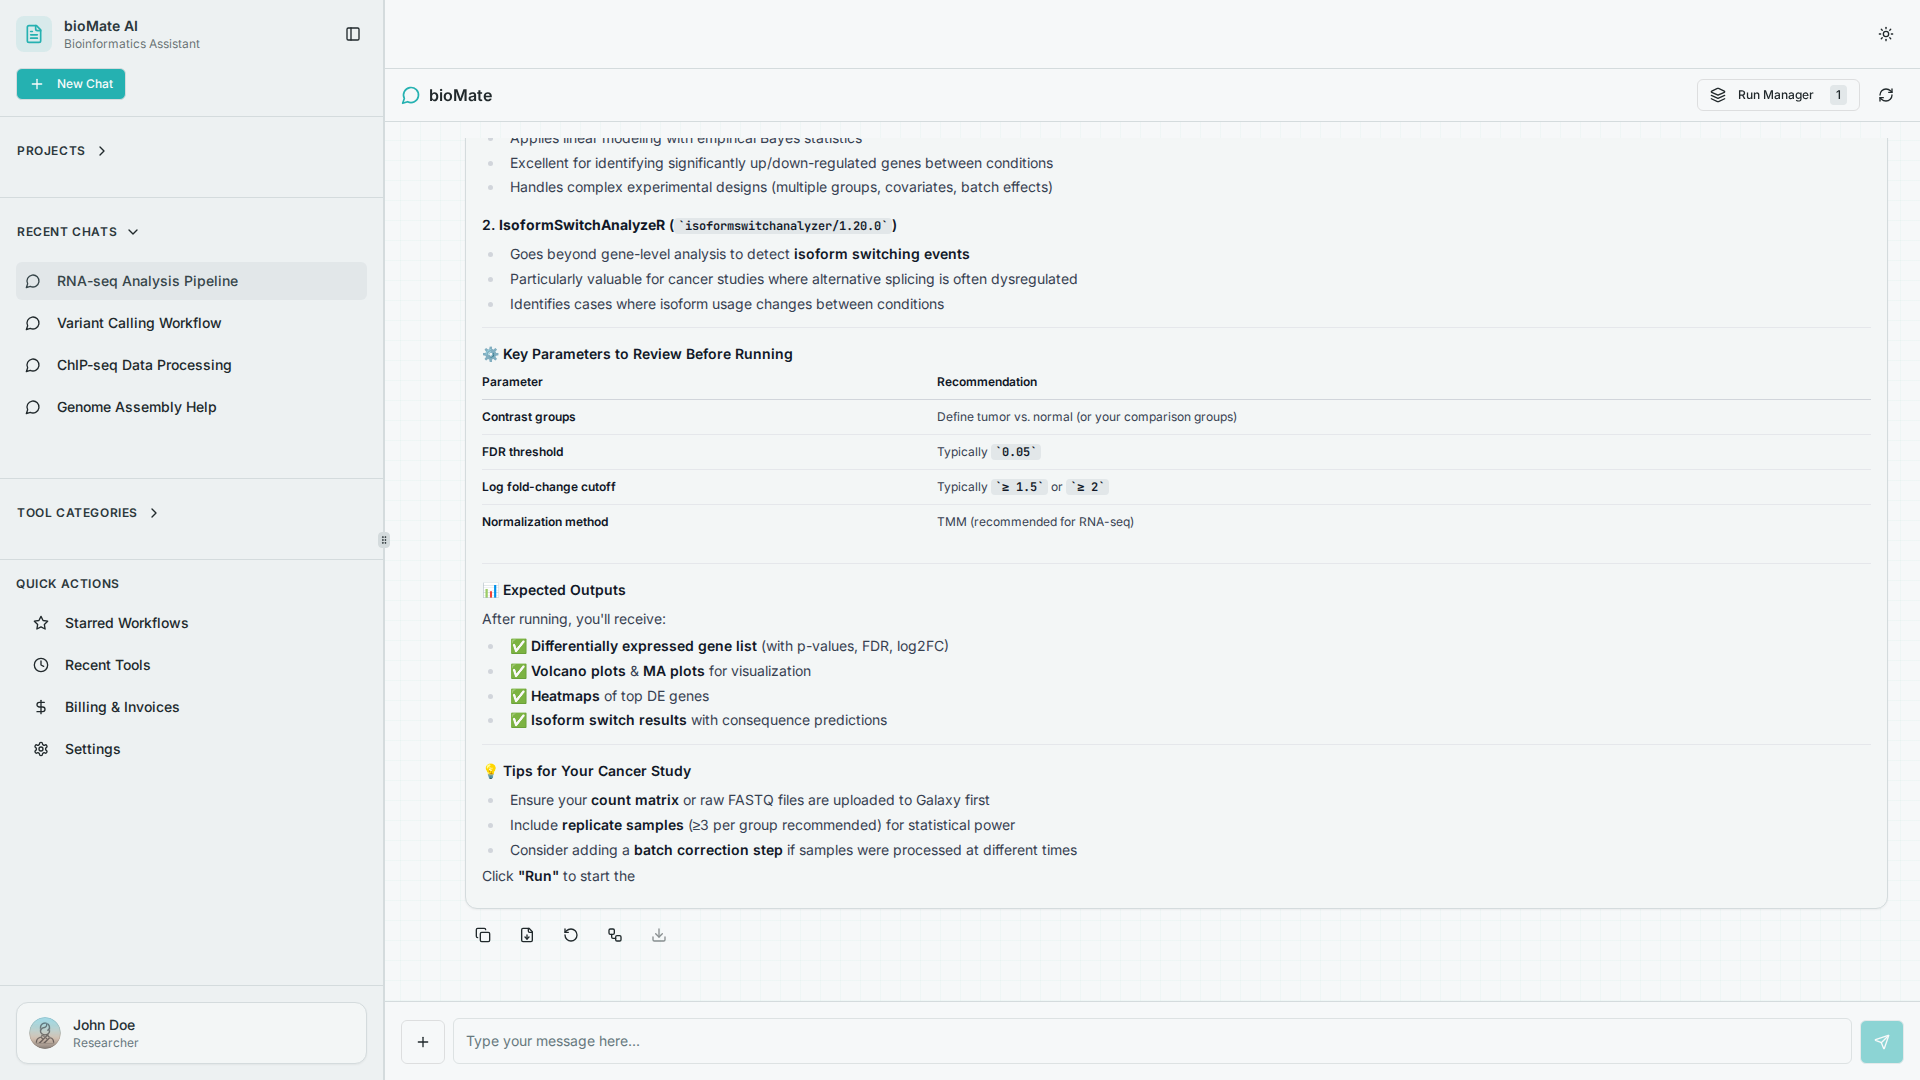 bioMate AI
Bioinformatics Assistant
New Chat
PROJECTS
RECENT CHATS
RNA-seq Analysis Pipeline
Variant Calling Workflow
ChIP-seq Data Processing
Genome Assembly Help
TOOL CATEGORIES
QUICK ACTIONS
Starred Workflows
Recent Tools
Billing & Invoices
Settings
John Doe
Researcher
bioMate
Run Manager 1
Applies linear modeling with empirical Bayes statistics
Excellent for identifying significantly up/down-regulated genes between conditions
Handles complex experimental designs (multiple groups, covariates, batch effects)
2. IsoformSwitchAnalyzeR (`isoformswitchanalyzer/1.20.0`)
Goes beyond gene-level analysis to detect isoform switching events
Particularly valuable for cancer studies where alternative splicing is often dysregulated
Identifies cases where isoform usage changes between conditions
⚙️ Key Parameters to Review Before Running
Parameter Recommendation
Contrast groups Define tumor vs. normal (or your comparison groups)
FDR threshold Typically `0.05`
Log fold-change cutoff Typically `≥ 1.5` or `≥ 2`
Normalization method TMM (recommended for RNA-seq)
📊 Expected Outputs
After running, you'll receive:
✅ Differentially expressed gene list (with p-values, FDR, log2FC)
✅ Volcano plots & MA plots for visualization
✅ Heatmaps of top DE genes
✅ Isoform switch results with consequence predictions
💡 Tips for Your Cancer Study
Ensure your count matrix or raw FASTQ files are uploaded to Galaxy first
Include replicate samples (≥3 per group recommended) for statistical power
Consider adding a batch correction step if samples were processed at different times
Click "Run" to start the
Type your message here...